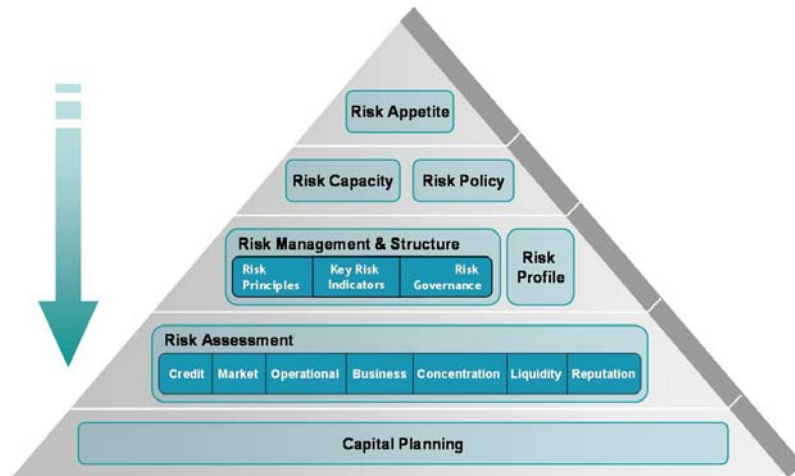 Risk Appetite
Risk Capacity
Risk Policy
Risk Management & Structure
Risk
Principles
Key Risk
Indicators
Risk
Governance
Risk
Profile
Risk Assessment
Credit
Market
Operational
Business
Concentration
Liquidity
Reputation
Capital Planning